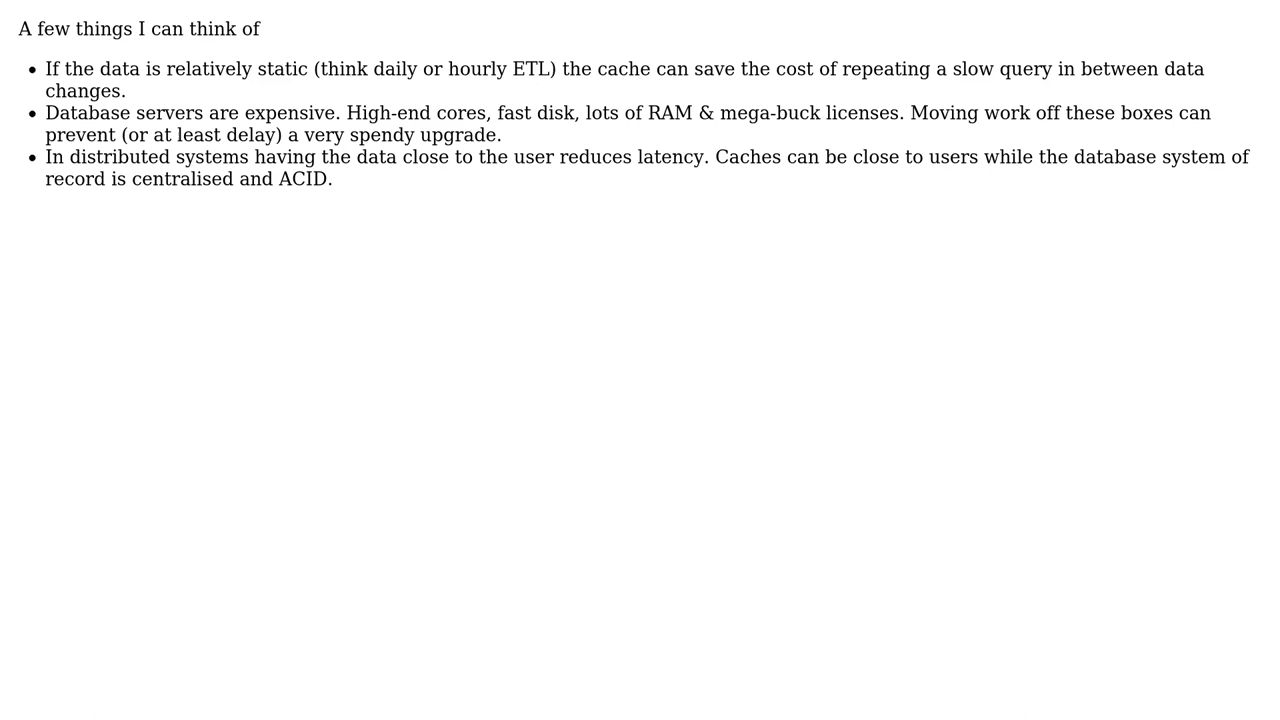 A few things I can think of
• If the data is relatively static (think daily or hourly ETL) the cache can save the cost of repeating a slow query in between data
changes.
• Database servers are expensive. High-end cores, fast disk, lots of RAM & mega-buck licenses. Moving work off these boxes can
prevent (or at least delay) a very spendy upgrade.
• In distributed systems having the data close to the user reduces latency. Caches can be close to users while the database system of
record is centralised and ACID.